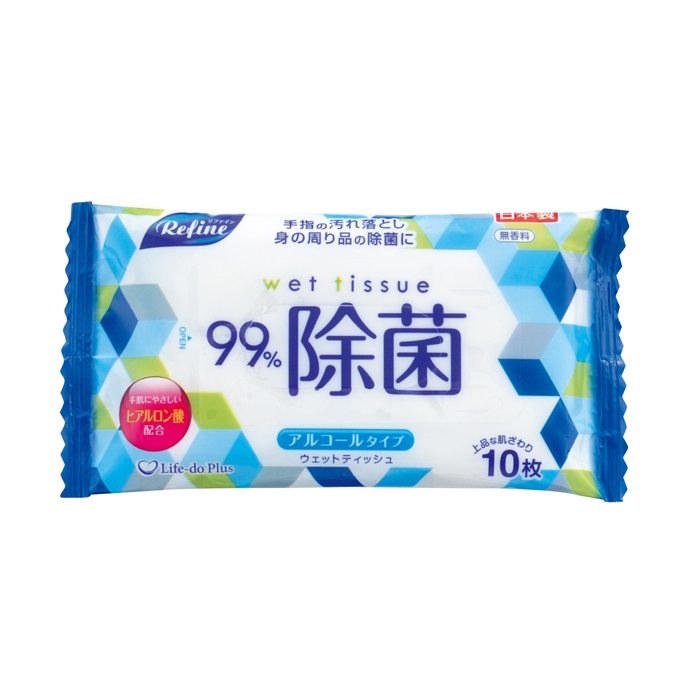 リファイン
Refine
手指の汚れ落とし
身の周り品の除菌に
日本製
無香料
wet tissue
99%除菌
OPEN
手肌にやさしい
ヒアルロン酸
配合
アルコールタイプ
ウェットティッシュ
上品な肌ざわり
10枚
Life-do Plus